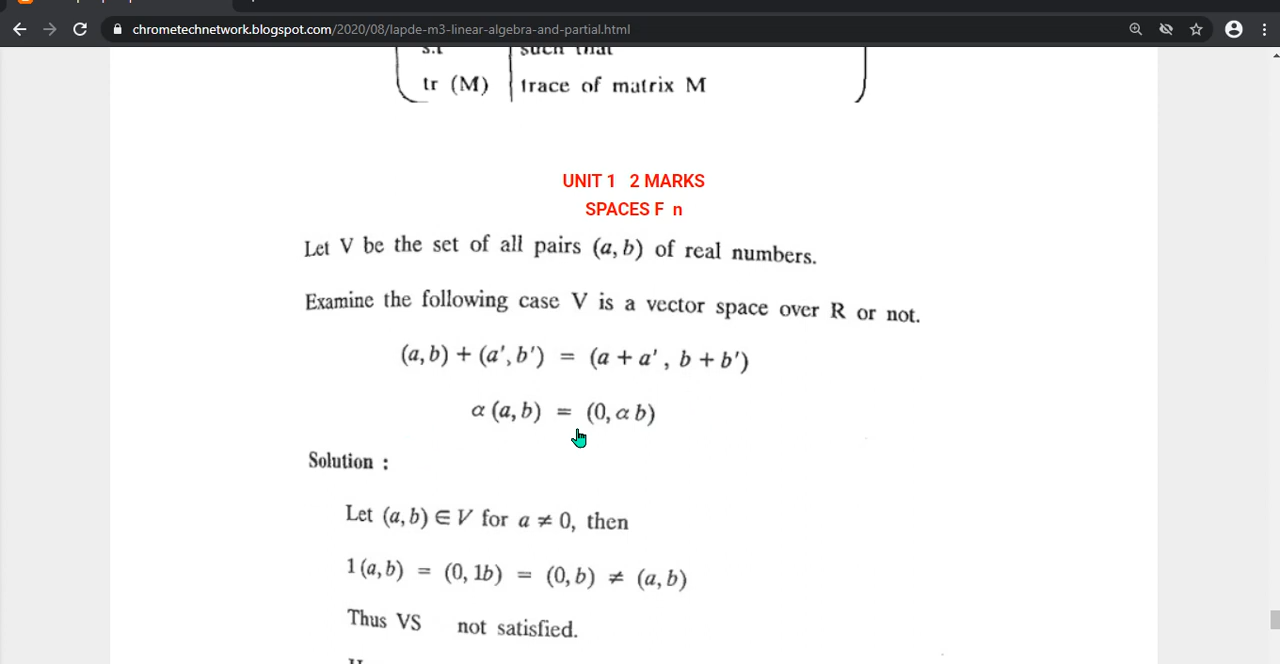 chrometechnetwork.blogspot.com/2020/08/lapde-m3-linear-algebra-and-partial.html
s.t such that
tr (M) trace of matrix M
UNIT 1 2 MARKS
SPACES F n
Let V be the set of all pairs (a, b) of real numbers.
Examine the following case V is a vector space over R or not.
(a, b) + (a', b') = (a + a', b + b')
α (a, b) = (0, α b)
Solution :
Let (a, b) ∈ V for a ≠ 0, then
1 (a, b) = (0, 1b) = (0, b) ≠ (a, b)
Thus VS not satisfied.